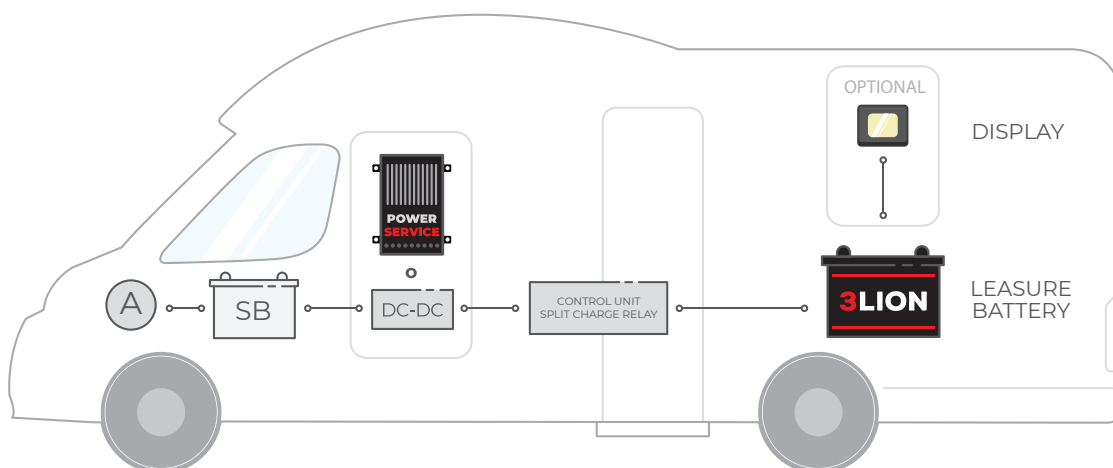 OPTIONAL
DISPLAY
POWER
SERVICE
A
SB
DC-DC
CONTROL UNIT
SPLIT CHARGE RELAY
3LION
LEASURE
BATTERY